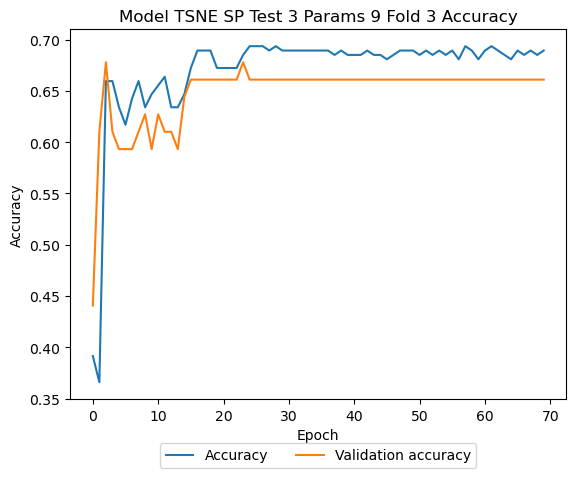 Model TSNE SP Test 3 Params 9 Fold 3 Accuracy
0.70
0.65
0.60
0.55
0.50
0.45
0.40
0.35
Accuracy
0 10 20 30 40 50 60 70
Epoch
Accuracy Validation accuracy